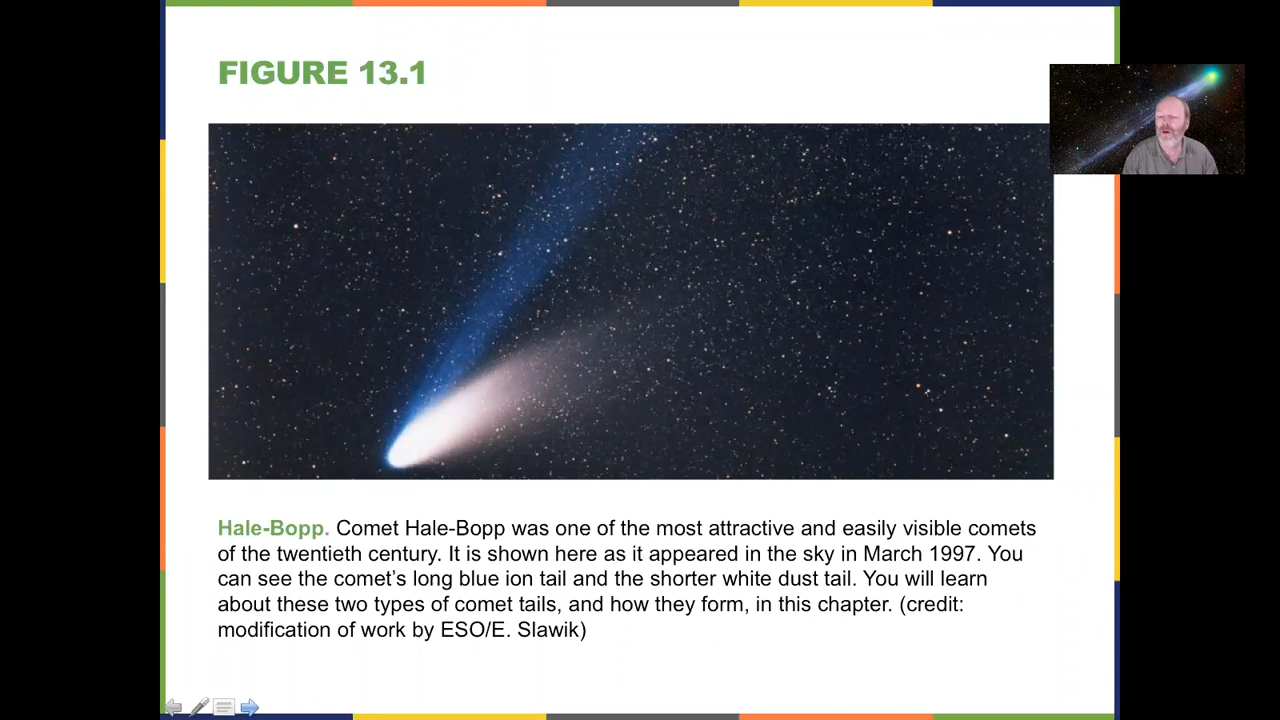 FIGURE 13.1
Hale-Bopp. Comet Hale-Bopp was one of the most attractive and easily visible comets
of the twentieth century. It is shown here as it appeared in the sky in March 1997. You
can see the comet’s long blue ion tail and the shorter white dust tail. You will learn
about these two types of comet tails, and how they form, in this chapter. (credit:
modification of work by ESO/E. Slawik)